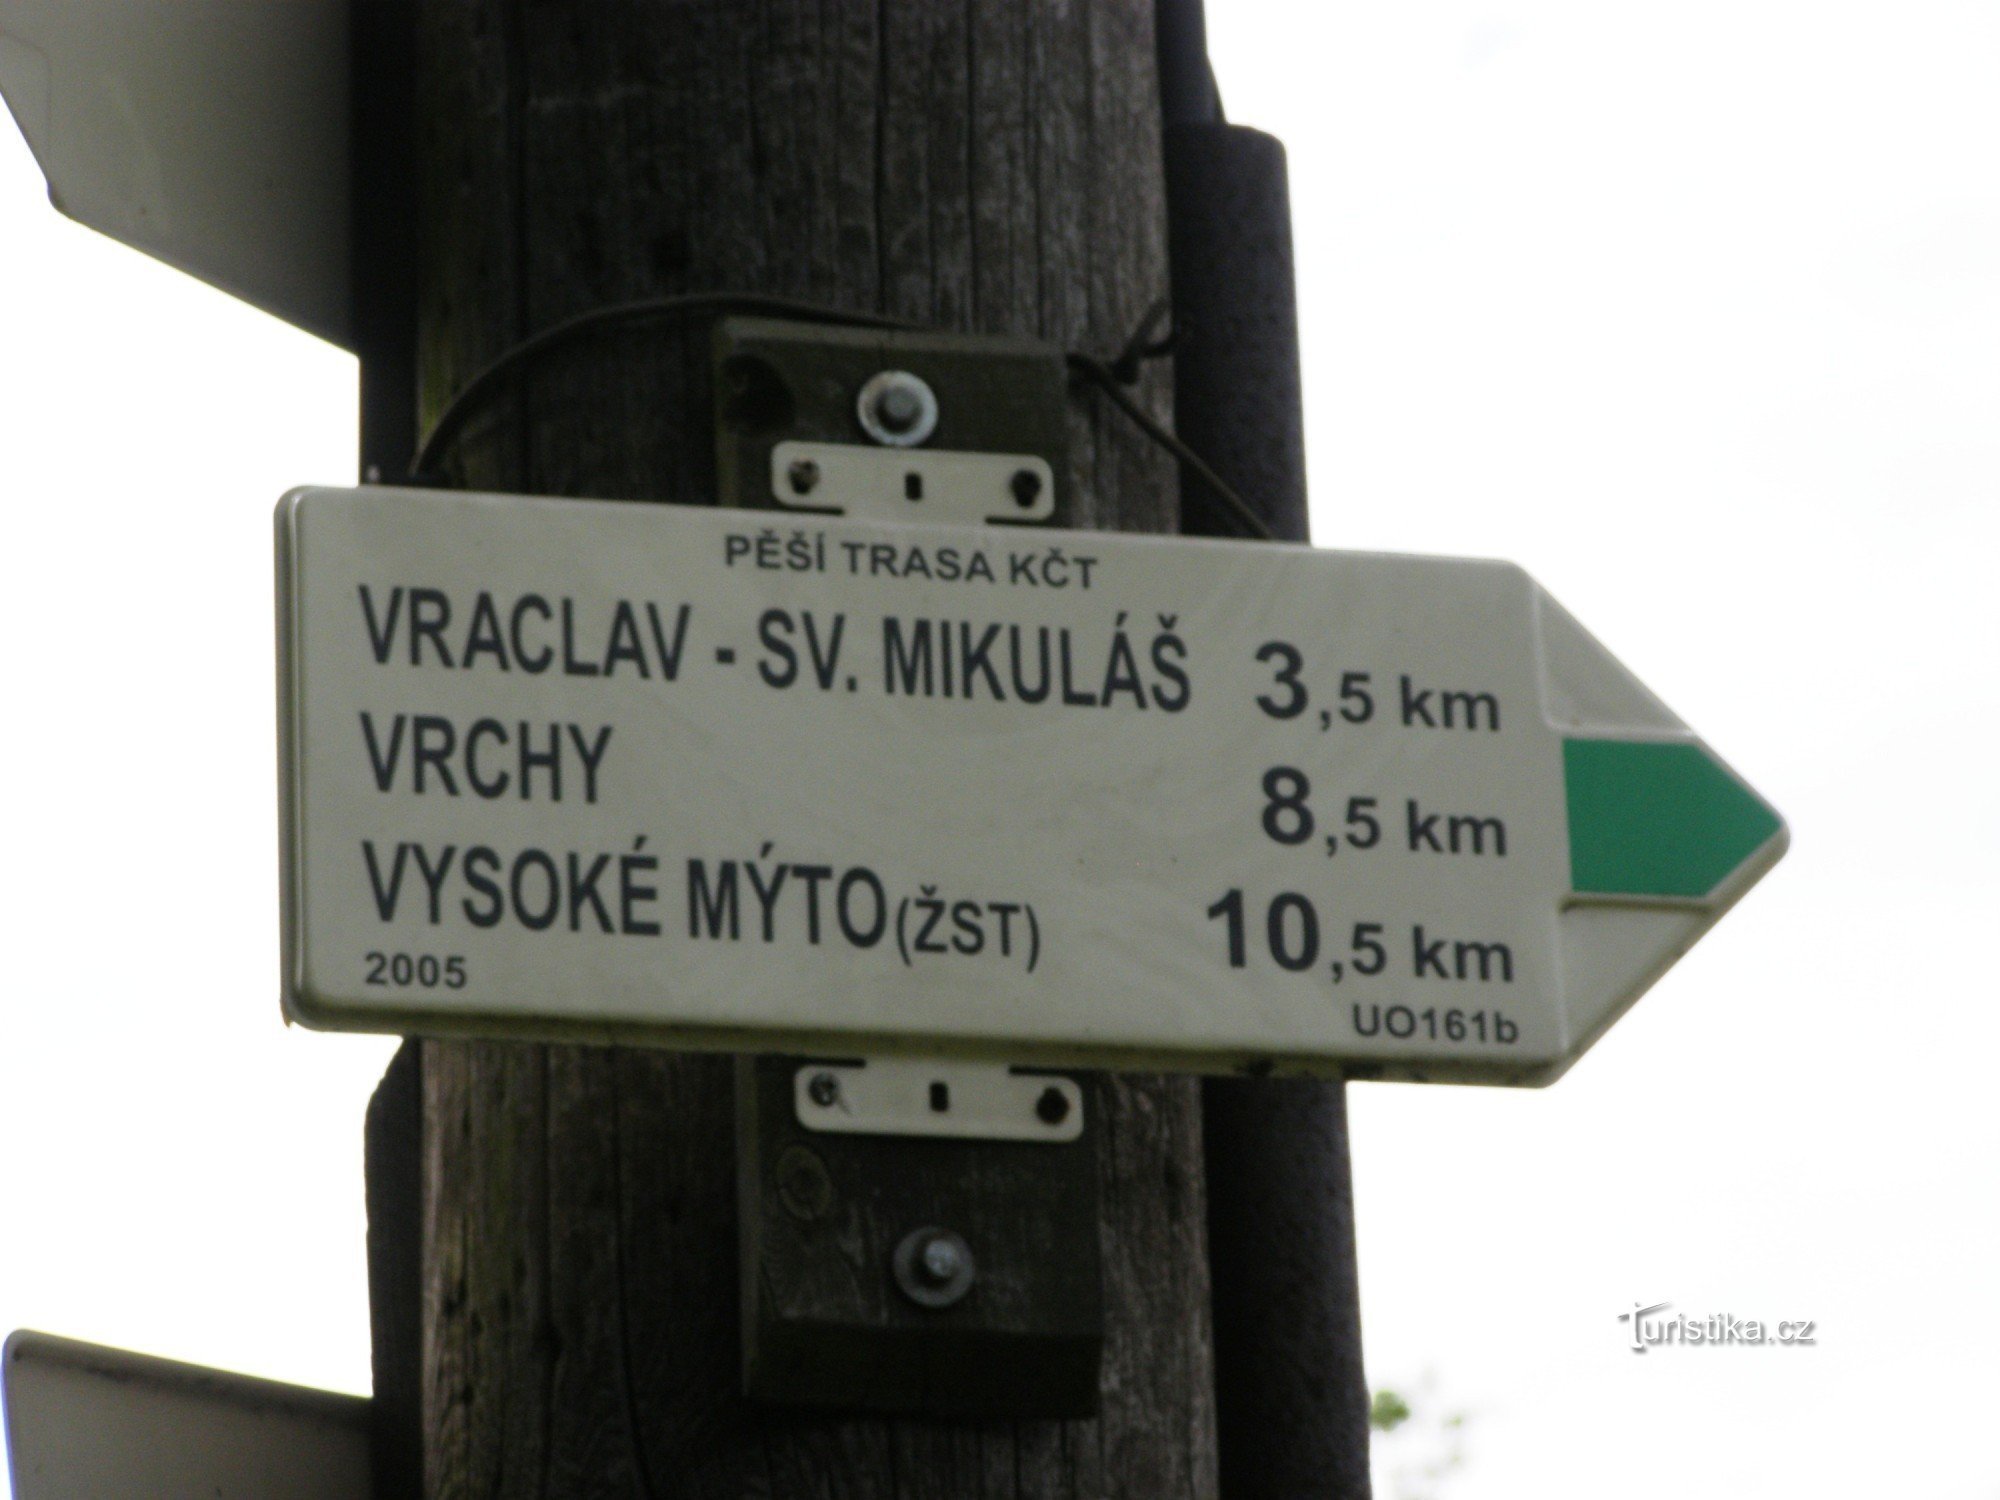 PĚŠÍ TRASA KČT
VRACLAV - SV. MIKULÁŠ 3,5 km
VRCHY 8,5 km
VYSOKÉ MÝTO (ŽST) 10,5 km
2005 UO161b
Turistika.cz